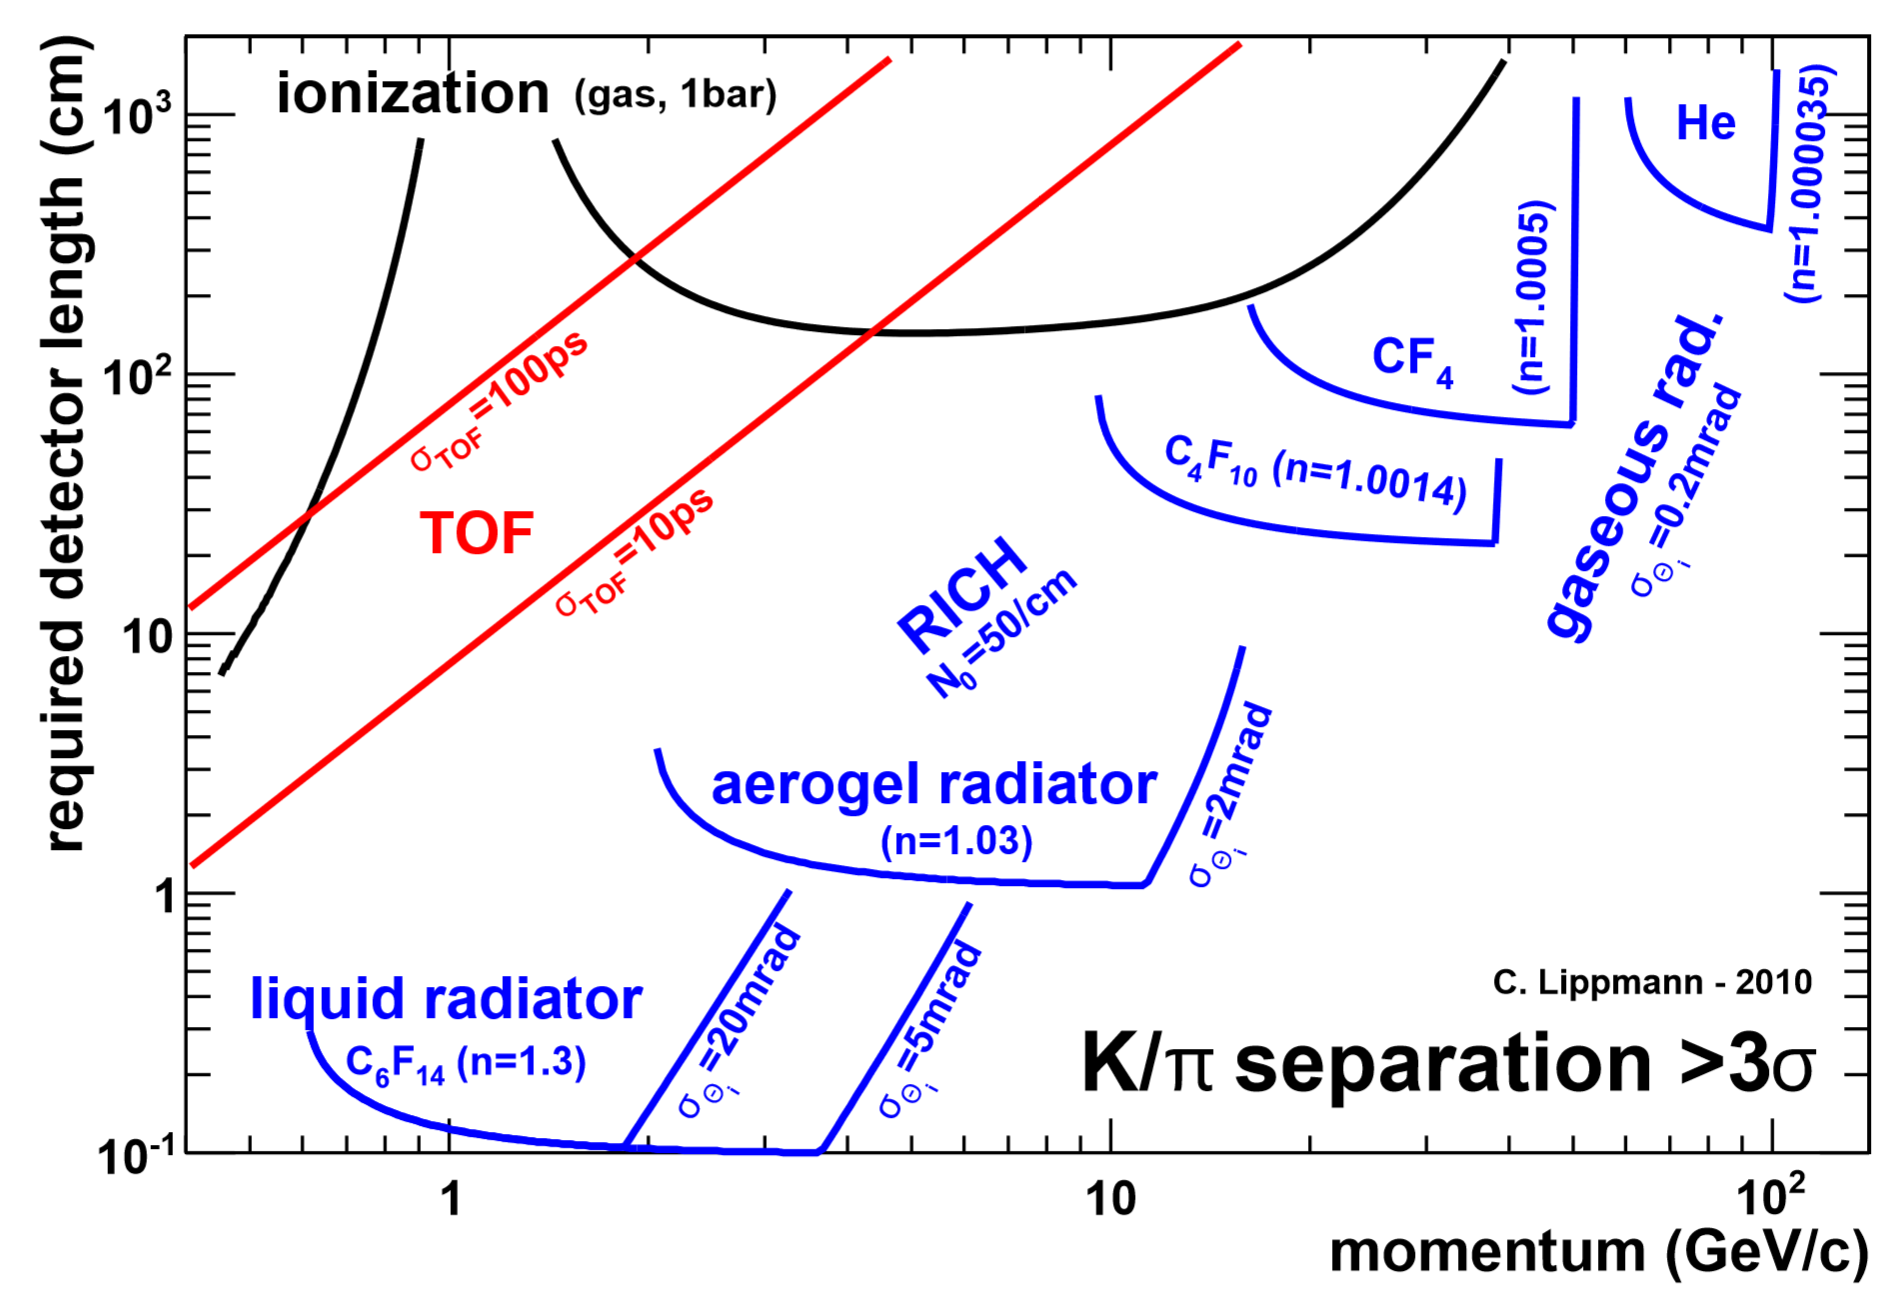 required detector length (cm)
10³
10²
10
1
10⁻¹
ionization (gas, 1bar)
σTOF=100ps
TOF
σTOF=10ps
He
(n=1.000035)
(n=1.0005)
CF₄
C₄F₁₀ (n=1.0014)
gaseous rad.
σΘi=0.2mrad
RICH
N₀=50/cm
aerogel radiator
(n=1.03)
σΘi=2mrad
liquid radiator
C₆F₁₄ (n=1.3)
σΘi=20mrad
σΘi=5mrad
C. Lippmann - 2010
K/π separation >3σ
1
10
10²
momentum (GeV/c)